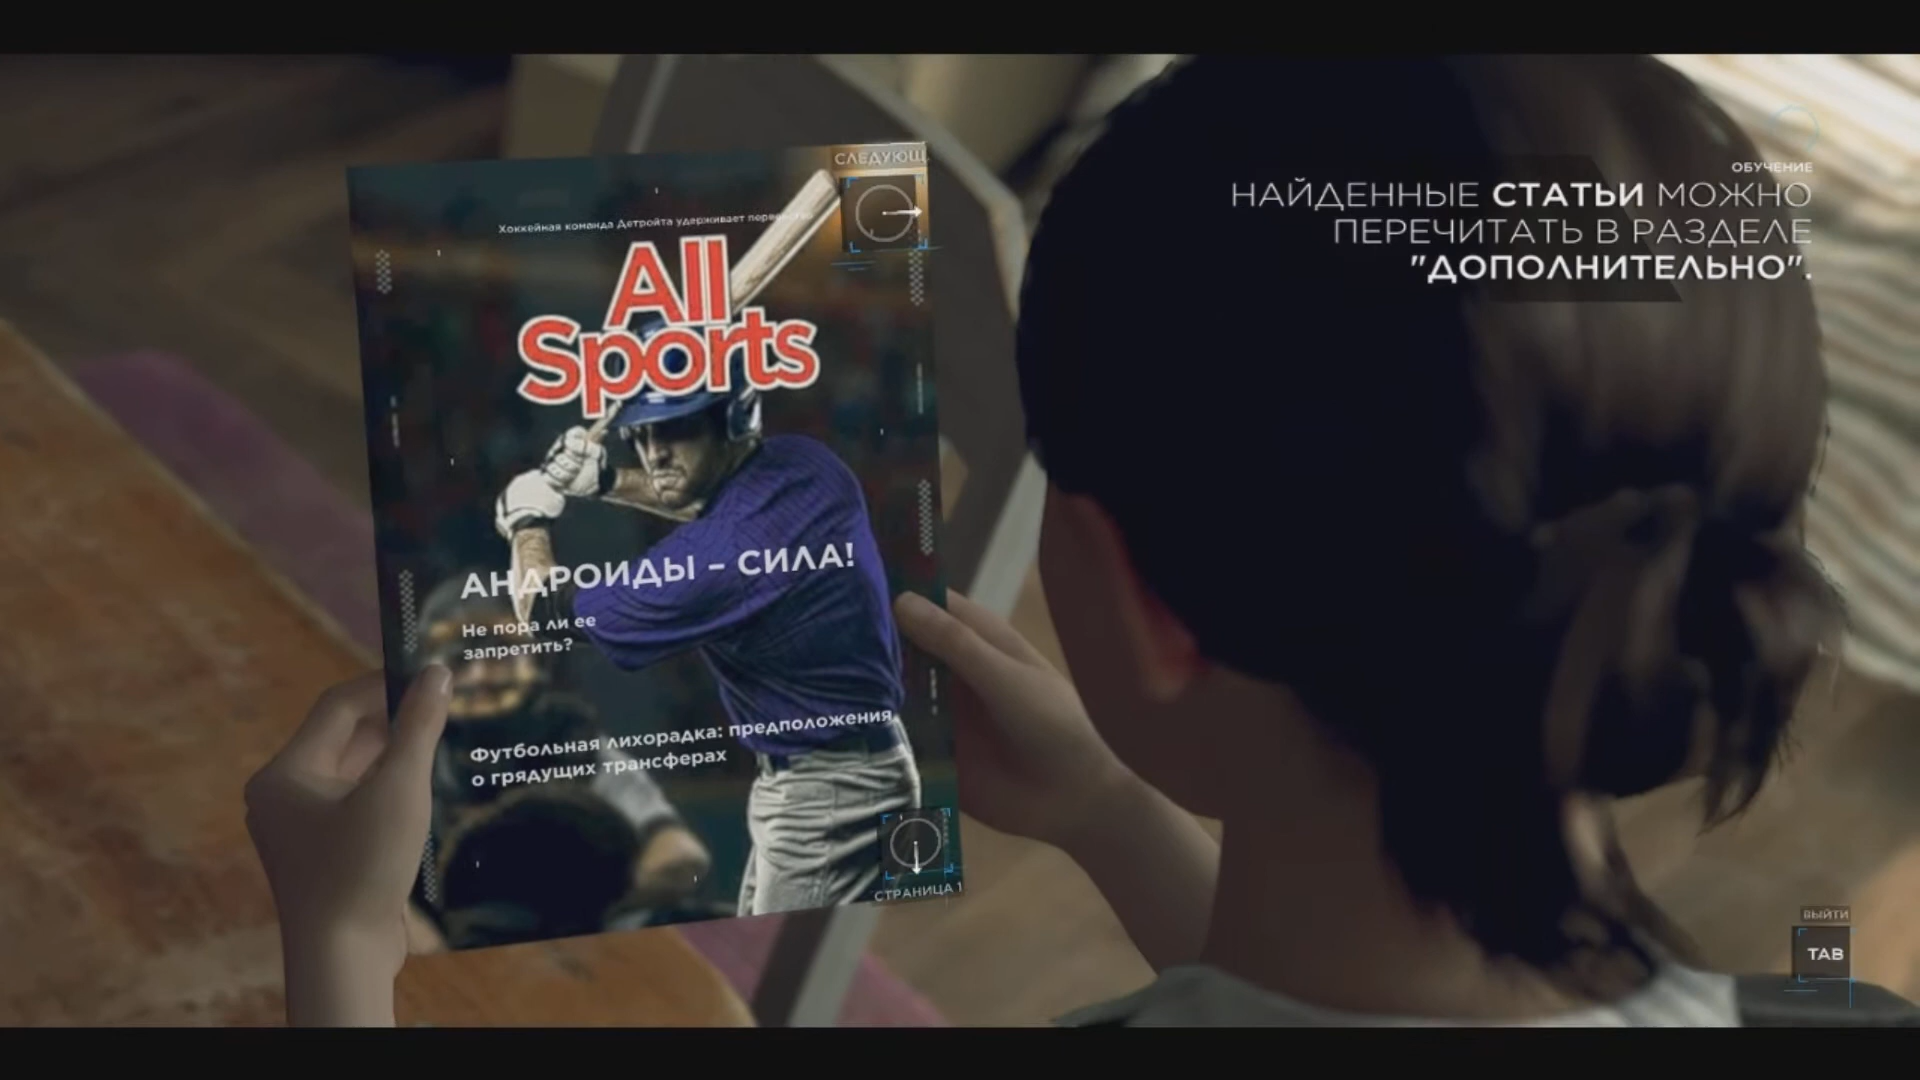 СЛЕДУЮЩ.
Хоккейная команда Детройта удерживает
All
Sports
АНДРОИДЫ – СИЛА!
Не пора ли ее
запретить?
Футбольная лихорадка: предположения
о грядущих трансферах
СТРАНИЦА 1
ОБУЧЕНИЕ
НАЙДЕННЫЕ СТАТЬИ МОЖНО
ПЕРЕЧИТАТЬ В РАЗДЕЛЕ
"ДОПОЛНИТЕЛЬНО".
ВЫЙТИ
TAB